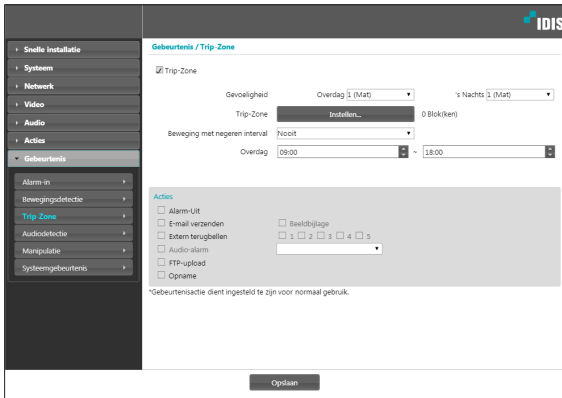 IDIS
Snelle installatie
Systeem
Netwerk
Video
Audio
Acties
Gebeurtenis
Alarm-in
Bewegingsdetectie
Trip-Zone
Audiodetectie
Manipulatie
Systeemgebeurtenis
Gebeurtenis / Trip-Zone
Trip-Zone
Gevoeligheid Overdag 1 (Mat) 's Nachts 1 (Mat)
Trip-Zone Instellen... 0 Blok(ken)
Beweging met negeren interval Nooit
Overdag 09:00 ~ 18:00
Acties
Alarm-Uit
E-mail verzenden Beeldbijlage
Extern terugbellen 1 2 3 4 5
Audio-alarm
FTP-upload
Opname
*Gebeurtenisactie dient ingesteld te zijn voor normaal gebruik.
Opslaan